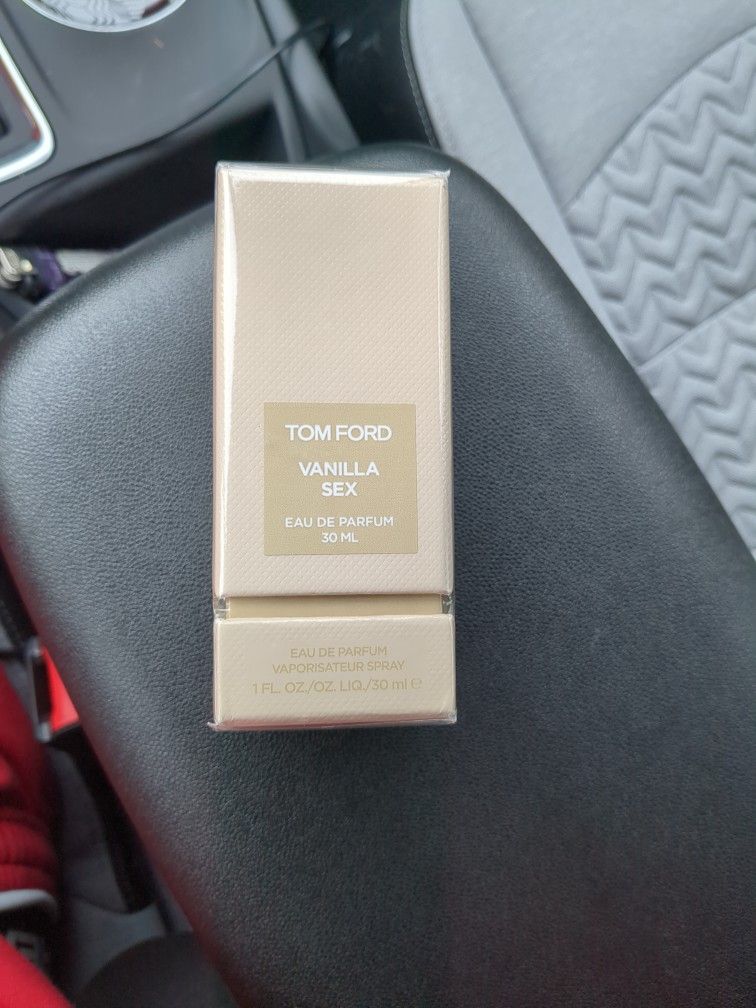 TOM FORD
VANILLA
SEX
EAU DE PARFUM
30 ML
EAU DE PARFUM
VAPORISATEUR SPRAY
1 FL. OZ./OZ. LIQ./30 ml ℮